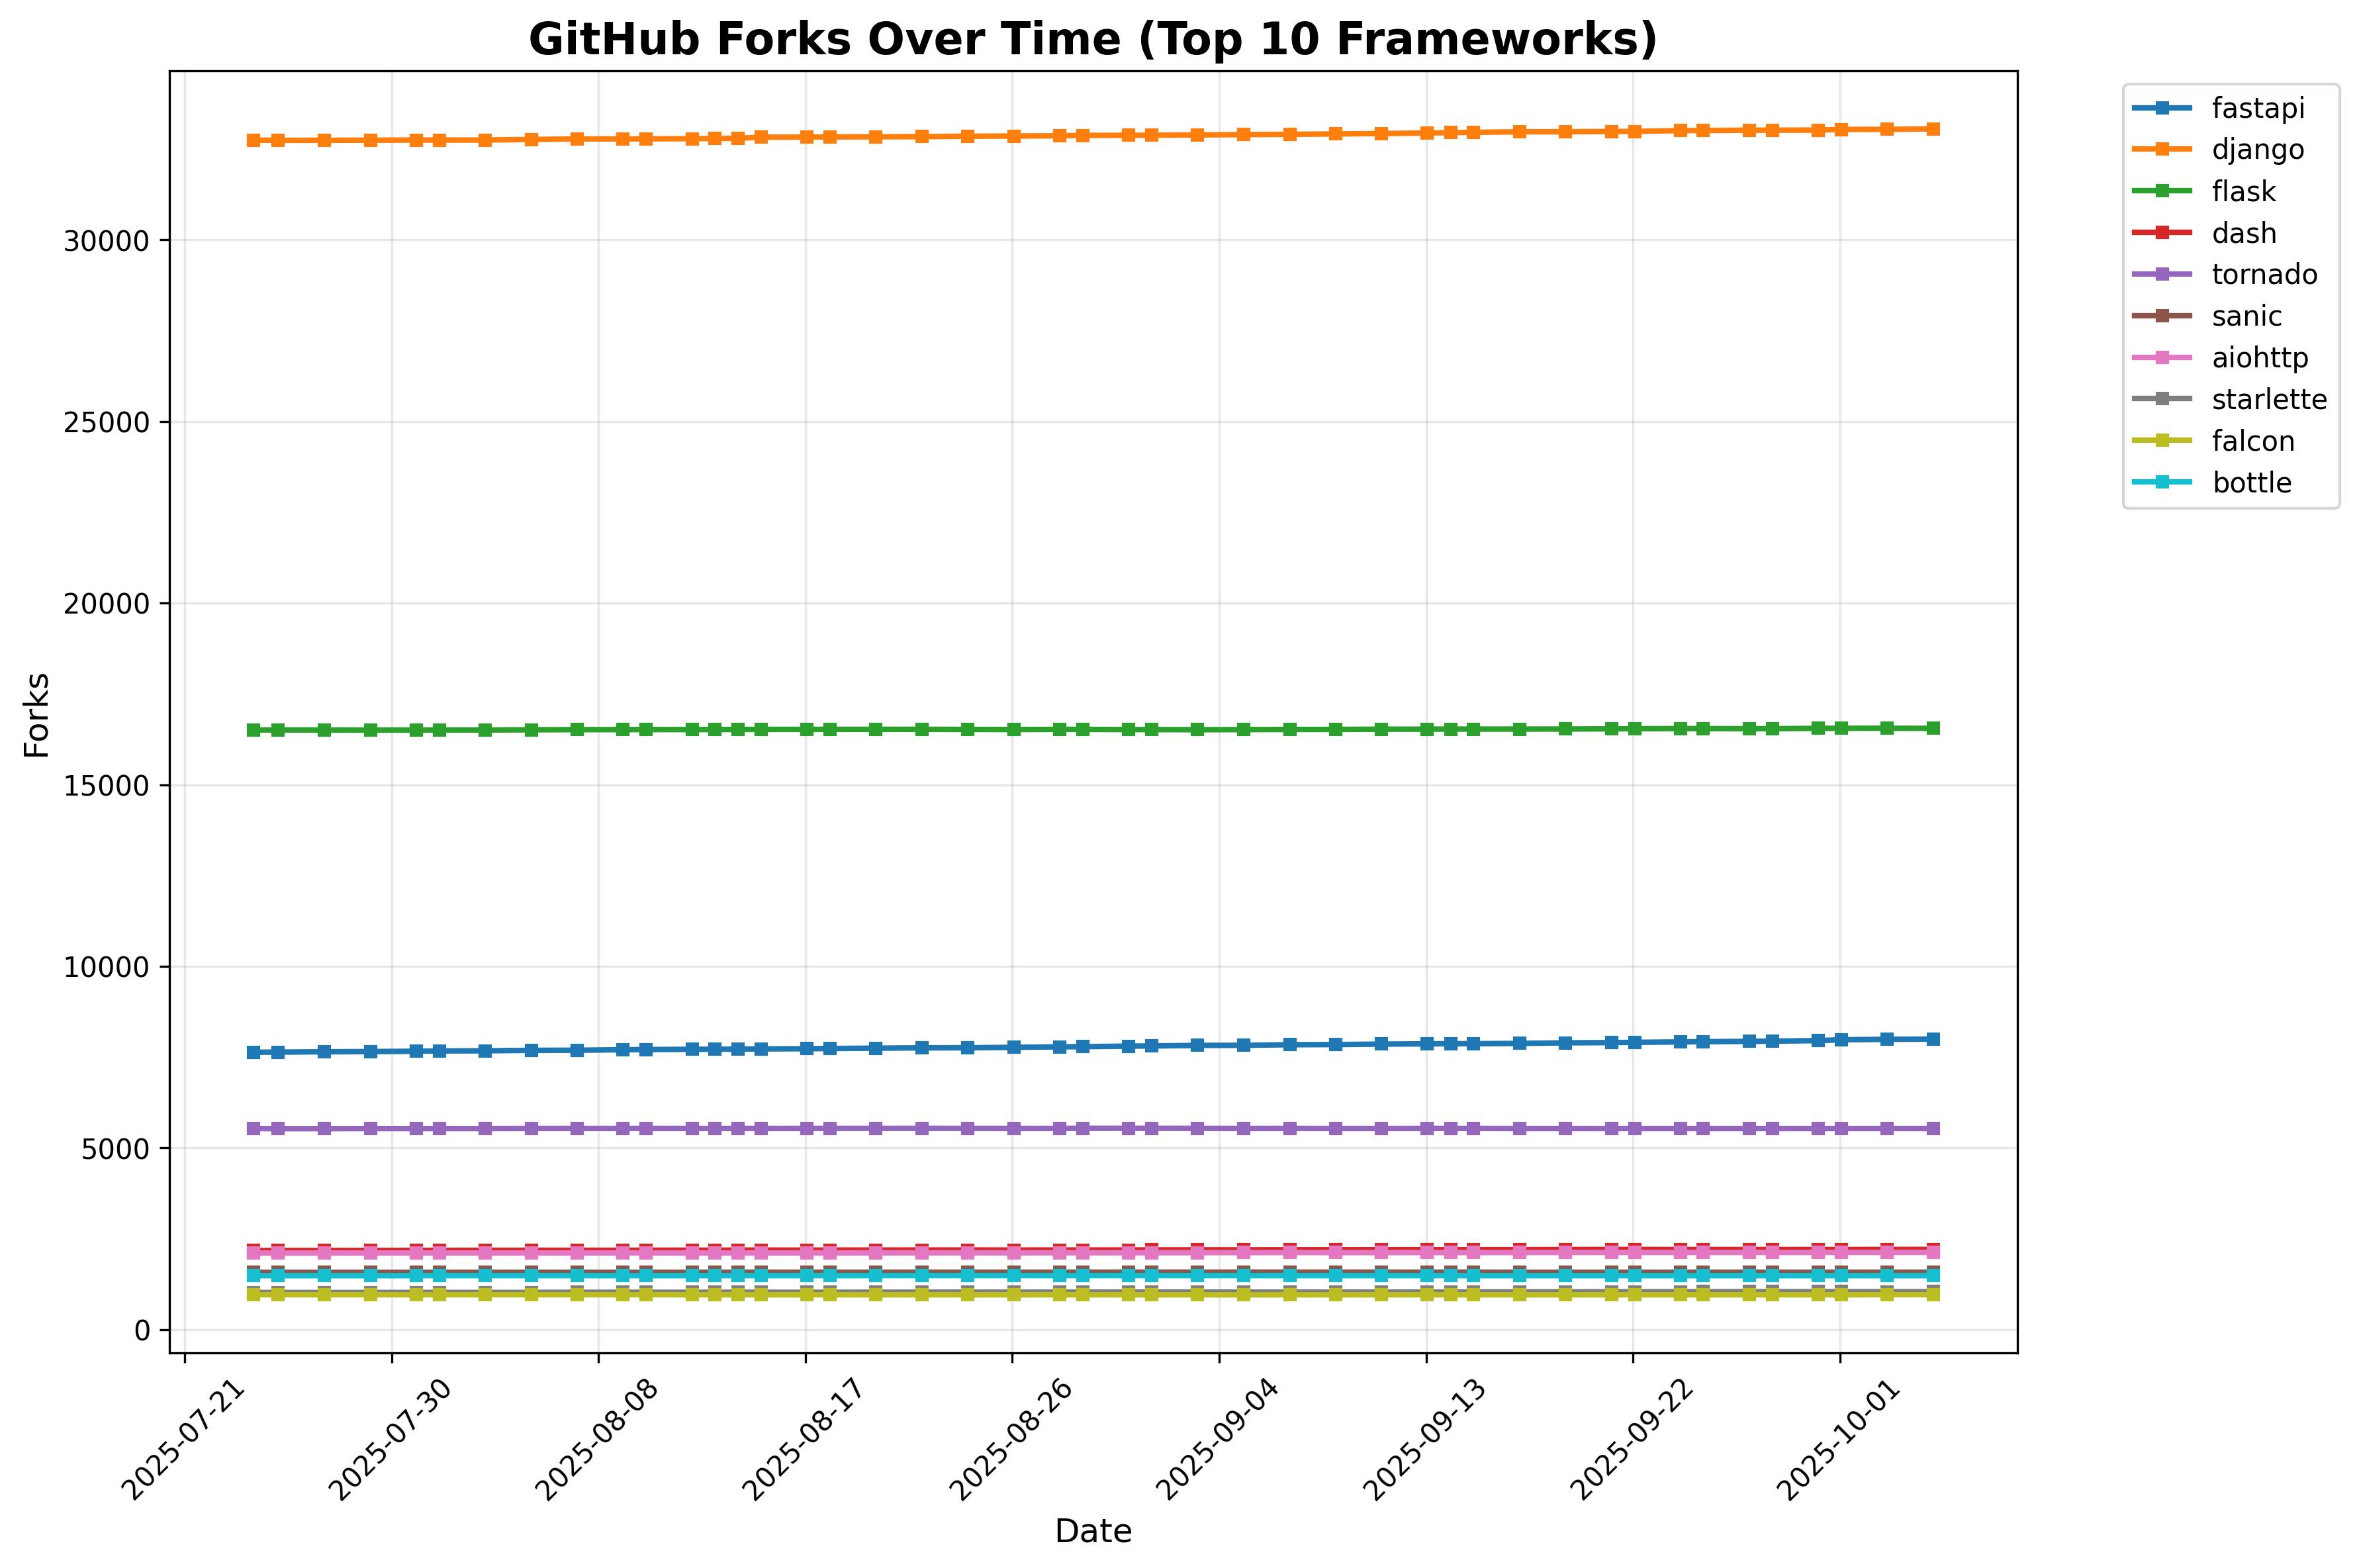 GitHub Forks Over Time (Top 10 Frameworks)
fastapi
django
flask
dash
tornado
sanic
aiohttp
starlette
falcon
bottle
Forks
30000
25000
20000
15000
10000
5000
0
2025-07-21
2025-07-30
2025-08-08
2025-08-17
2025-08-26
2025-09-04
2025-09-13
2025-09-22
2025-10-01
Date